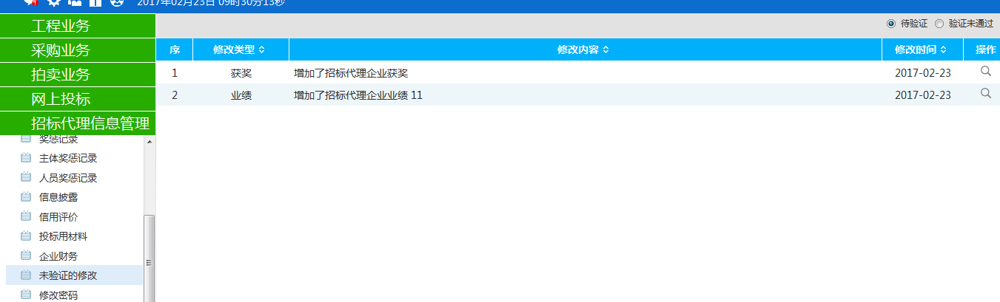 2017年02月23日 09时30分13秒
工程业务
采购业务
拍卖业务
网上投标
招标代理信息管理
奖惩记录
主体奖惩记录
人员奖惩记录
信息披露
信用评价
投标用材料
企业财务
未验证的修改
修改密码
待验证 验证未通过
序 修改类型 修改内容 修改时间 操作
1 获奖 增加了招标代理企业获奖 2017-02-23
2 业绩 增加了招标代理企业业绩 11 2017-02-23